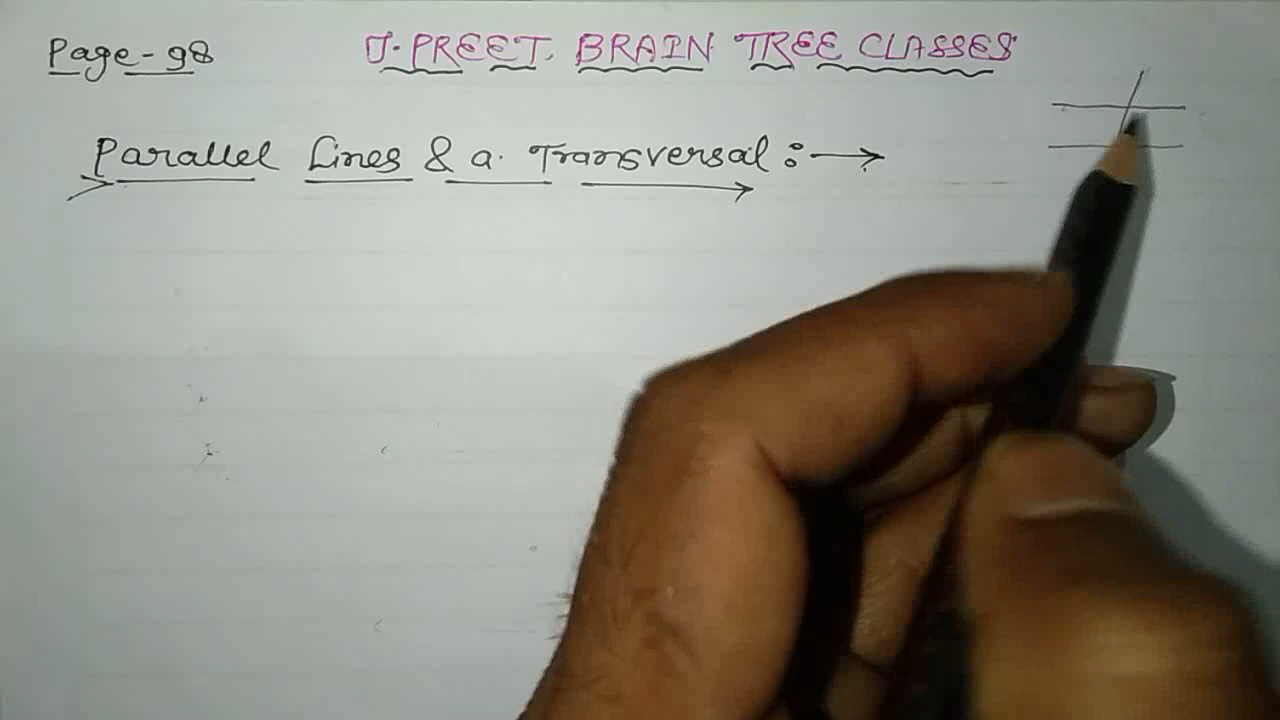 Page-98
J. PREET. BRAIN TREE CLASSES
Parallel Lines & a. Transversal :→